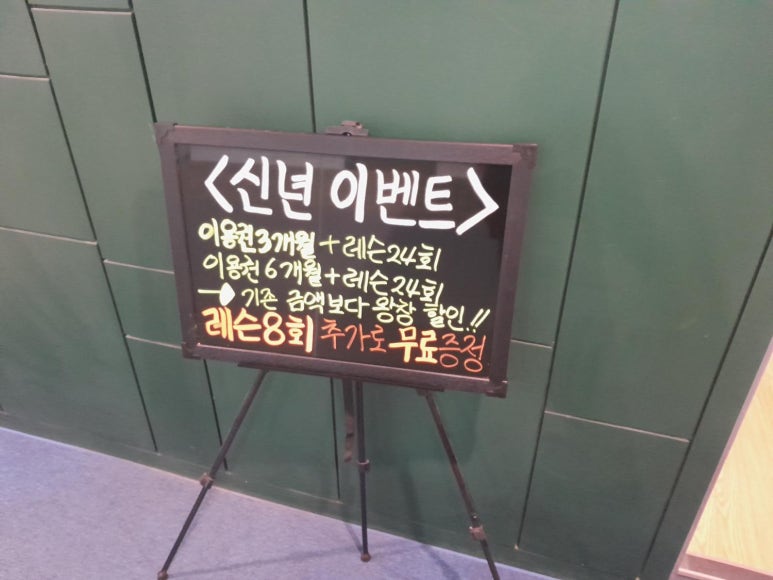 <신년 이벤트>
이용권3개월 + 레슨24회
이용권 6개월 + 레슨 24회
→ 기존 금액보다 왕창 할인!!
레슨8회 추가로 무료증정